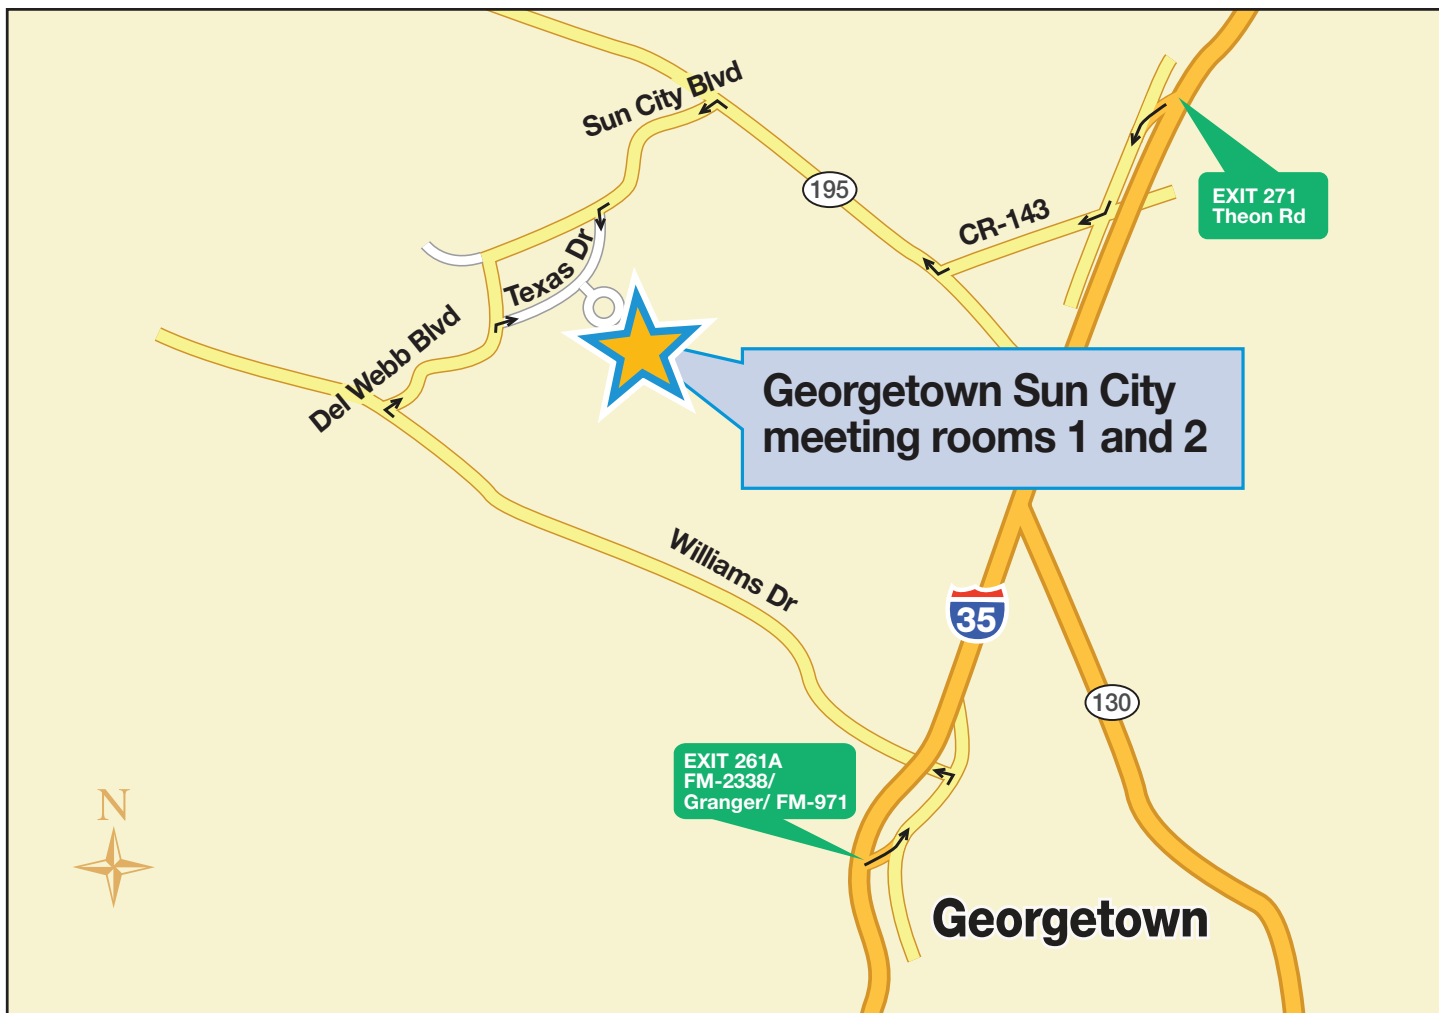 Sun City Blvd
195
CR-143
EXIT 271
Theon Rd
Texas Dr
Del Webb Blvd
Georgetown Sun City
meeting rooms 1 and 2
Williams Dr
35
130
EXIT 261A
FM-2338/
Granger/ FM-971
N
Georgetown